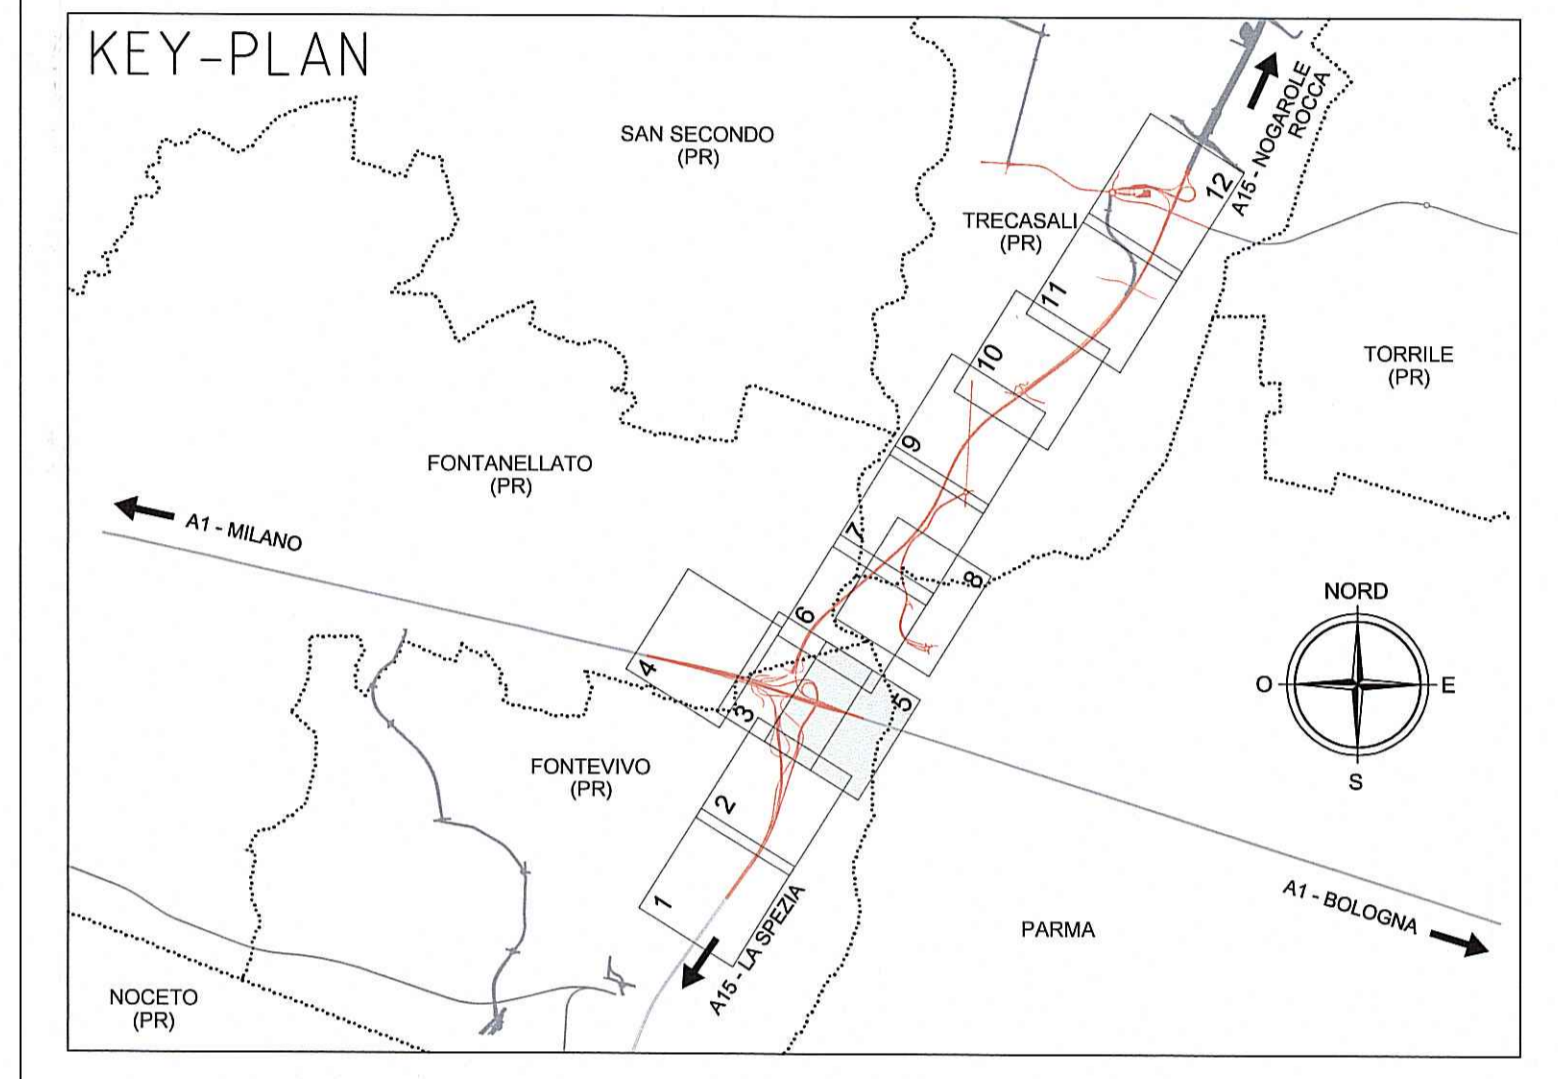 KEY-PLAN
SAN SECONDO
(PR)
A15 - NOGAROLE
ROCCA
12
TRECASALI
(PR)
11
TORRILE
(PR)
10
9
FONTANELLATO
(PR)
A1 - MILANO
7
8
NORD
6
4
O
E
5
3
S
FONTEVIVO
(PR)
2
1
A15 - LA SPEZIA
A1 - BOLOGNA
PARMA
NOCETO
(PR)